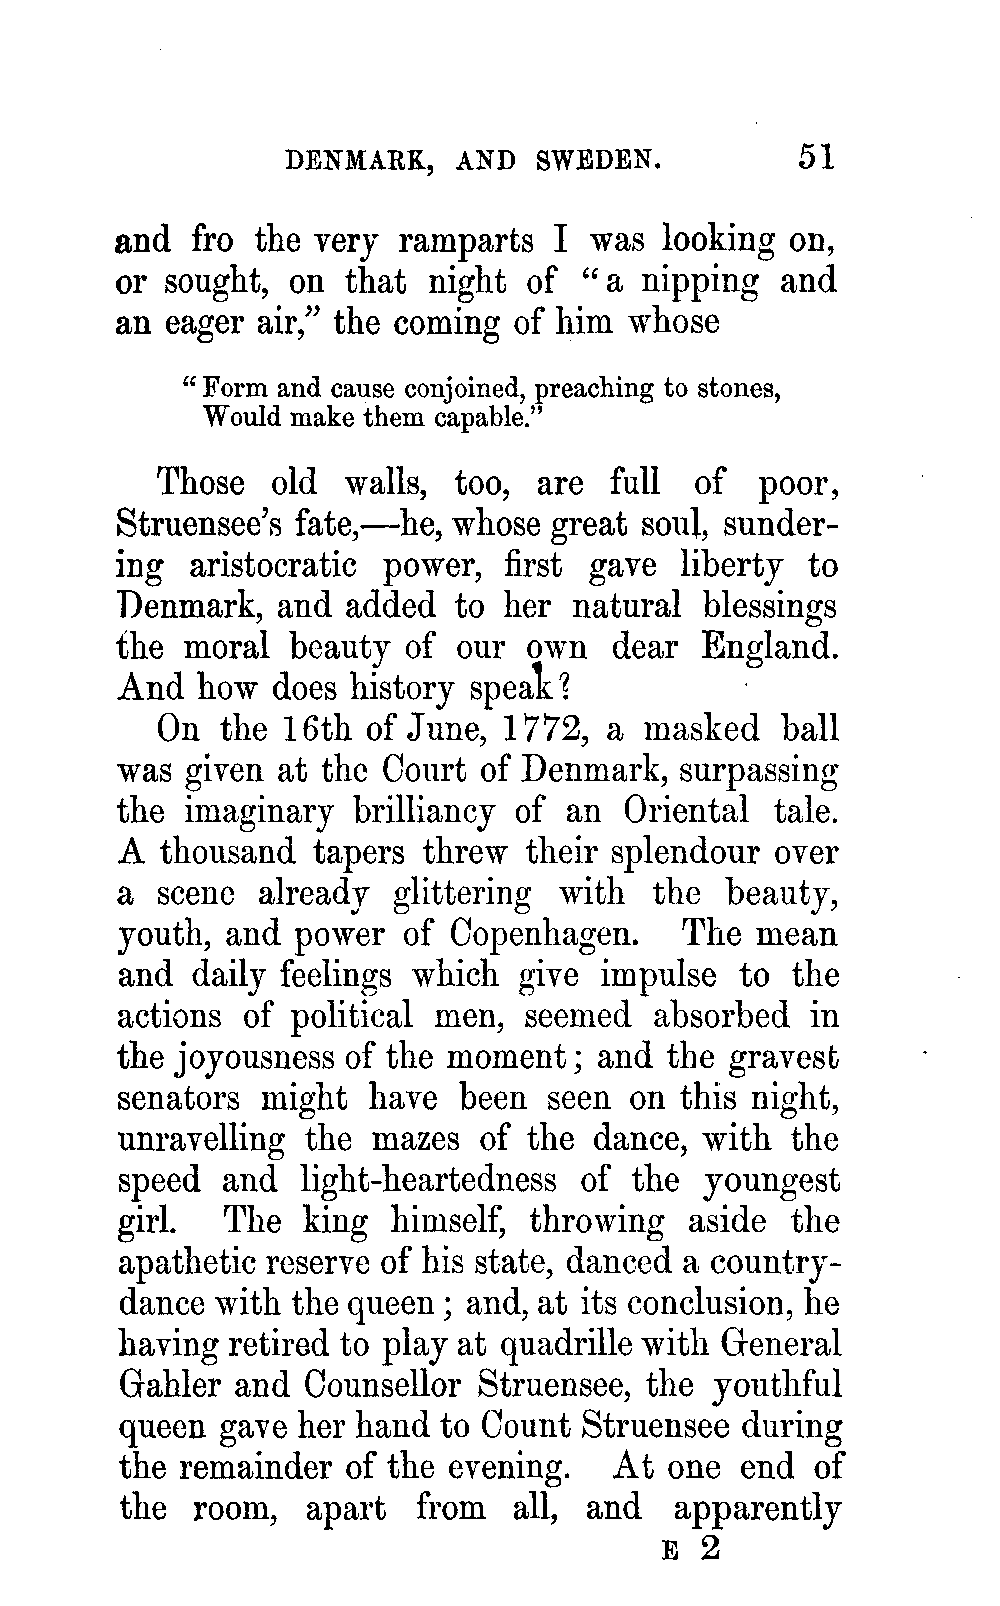 DENMARK, AND SWEDEN. 51
and fro the very ramparts I was looking on,
or sought, on that night of “a nipping and
an eager air,” the coming of him whose
“Form and cause conjoined, preaching to stones,
Would make them capable.”
Those old walls, too, are full of poor,
Struensee’s fate,—he, whose great soul, sunder-
ing aristocratic power, first gave liberty to
Denmark, and added to her natural blessings
the moral beauty of our own dear England.
And how does history speak?
On the 16th of June, 1772, a masked ball
was given at the Court of Denmark, surpassing
the imaginary brilliancy of an Oriental tale.
A thousand tapers threw their splendour over
a scene already glittering with the beauty,
youth, and power of Copenhagen. The mean
and daily feelings which give impulse to the
actions of political men, seemed absorbed in
the joyousness of the moment; and the gravest
senators might have been seen on this night,
unravelling the mazes of the dance, with the
speed and light-heartedness of the youngest
girl. The king himself, throwing aside the
apathetic reserve of his state, danced a country-
dance with the queen; and, at its conclusion, he
having retired to play at quadrille with General
Gahler and Counsellor Struensee, the youthful
queen gave her hand to Count Struensee during
the remainder of the evening. At one end of
the room, apart from all, and apparently
E 2